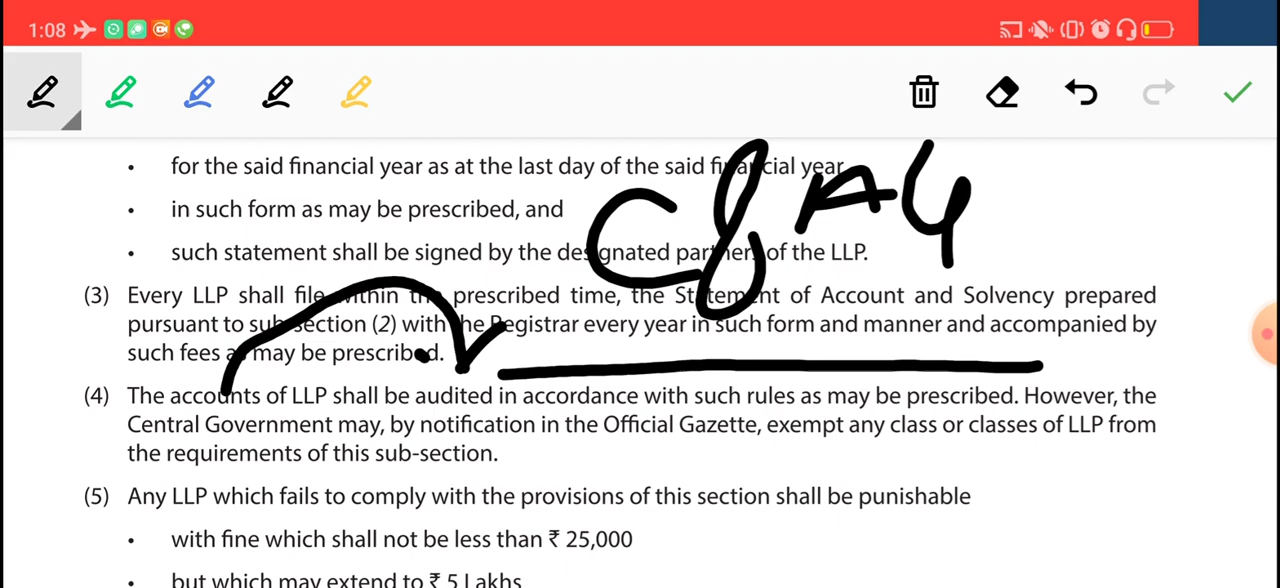 1:08
for the said financial year as at the last day of the said financial year
• in such form as may be prescribed, and C8A4
• such statement shall be signed by the designated partners of the LLP.
(3) Every LLP shall file within the prescribed time, the Statement of Account and Solvency prepared
pursuant to sub-section (2) with the Registrar every year in such form and manner and accompanied by
such fees as may be prescribed.
(4) The accounts of LLP shall be audited in accordance with such rules as may be prescribed. However, the
Central Government may, by notification in the Official Gazette, exempt any class or classes of LLP from
the requirements of this sub-section.
(5) Any LLP which fails to comply with the provisions of this section shall be punishable
• with fine which shall not be less than ₹ 25,000
• but which may extend to ₹ 5 Lakhs